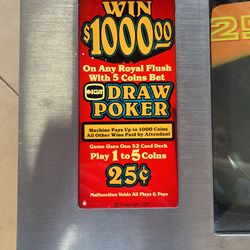 WIN
$1000.00
On Any Royal Flush
With 5 Coins Bet
IGT DRAW
POKER
Machine Pays Up to 1000 Coins
All Other Wins Paid by Attendant
Game Uses One 52 Card Deck
Play 1 to 5 Coins
25¢
Malfunction Voids All Plays & Pays
25